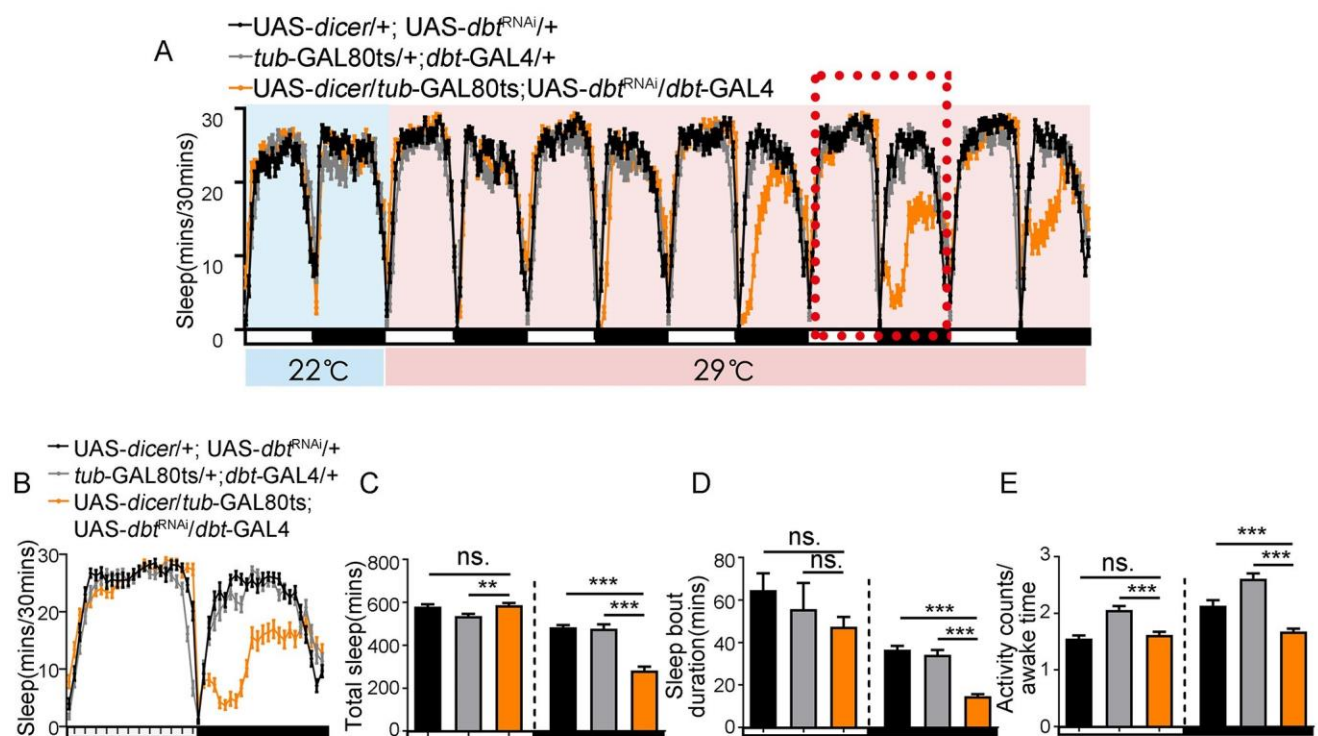 A
UAS-dicer/+; UAS-dbtRNAi/+
tub-GAL80ts/+;dbt-GAL4/+
UAS-dicer/tub-GAL80ts;UAS-dbtRNAi/dbt-GAL4
Sleep(mins/30mins)
30
20
10
0
22℃
29℃
B
UAS-dicer/+; UAS-dbtRNAi/+
tub-GAL80ts/+;dbt-GAL4/+
UAS-dicer/tub-GAL80ts;
UAS-dbtRNAi/dbt-GAL4
Sleep(mins/30mins)
30
20
10
0
C
Total sleep(mins)
800
600
400
200
0
ns.
**
***
***
D
Sleep bout
duration(mins)
80
60
40
20
0
ns.
ns.
***
***
E
Activity counts/
awake time
3
2
1
0
ns.
***
***
***